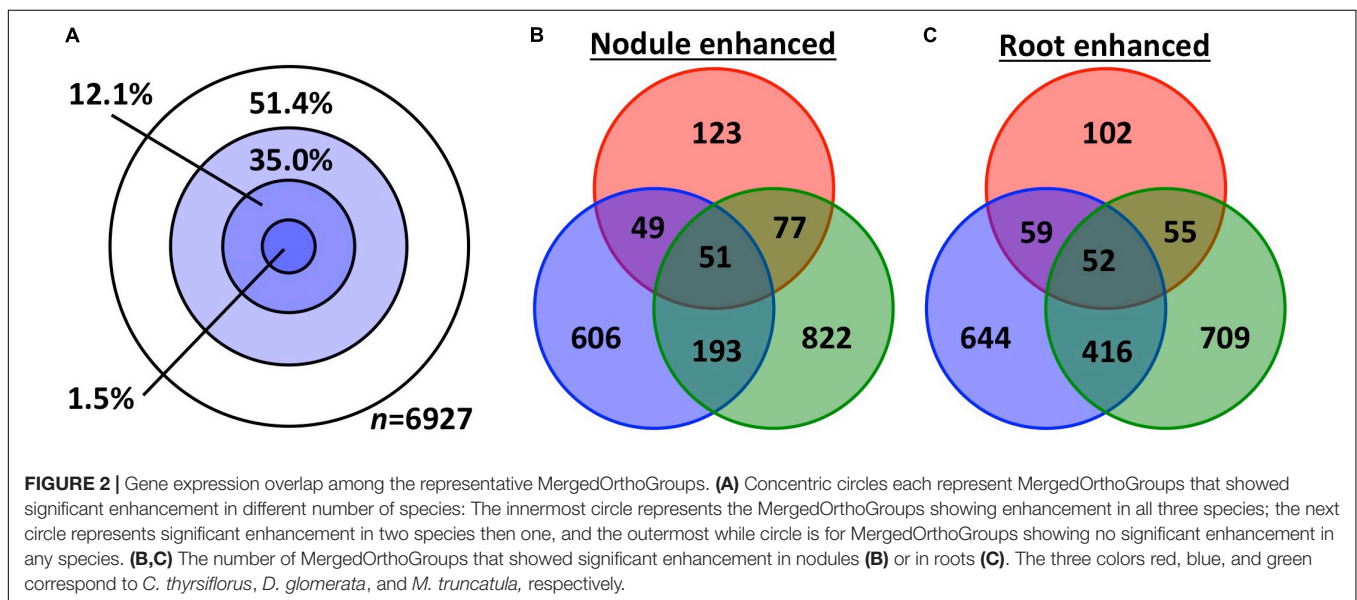 A
12.1%
51.4%
35.0%
1.5%
n=6927
B
Nodule enhanced
123
49
77
51
606
193
822
C
Root enhanced
102
59
55
52
644
416
709
FIGURE 2 | Gene expression overlap among the representative MergedOrthoGroups. (A) Concentric circles each represent MergedOrthoGroups that showed
significant enhancement in different number of species: The innermost circle represents the MergedOrthoGroups showing enhancement in all three species; the next
circle represents significant enhancement in two species then one, and the outermost while circle is for MergedOrthoGroups showing no significant enhancement in
any species. (B,C) The number of MergedOrthoGroups that showed significant enhancement in nodules (B) or in roots (C). The three colors red, blue, and green
correspond to C. thyrsiflorus, D. glomerata, and M. truncatula, respectively.